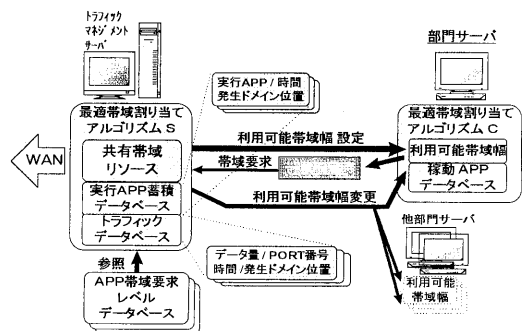 トラフィック
マネジメント
サーバ
部門サーバ
実行APP / 時間
発生ドメイン位置
最適帯域割り当て
アルゴリズム S
共有帯域
リソース
実行APP蓄積
データベース
トラフィック
データベース
WAN
利用可能帯域幅 設定
帯域要求
利用可能帯域幅変更
最適帯域割り当て
アルゴリズム C
利用可能帯域幅
稼動 APP
データベース
他部門サーバ
利用可能
帯域幅
データ量 / PORT番号
時間 /発生ドメイン位置
参照
APP帯域要求
レベル
データベース